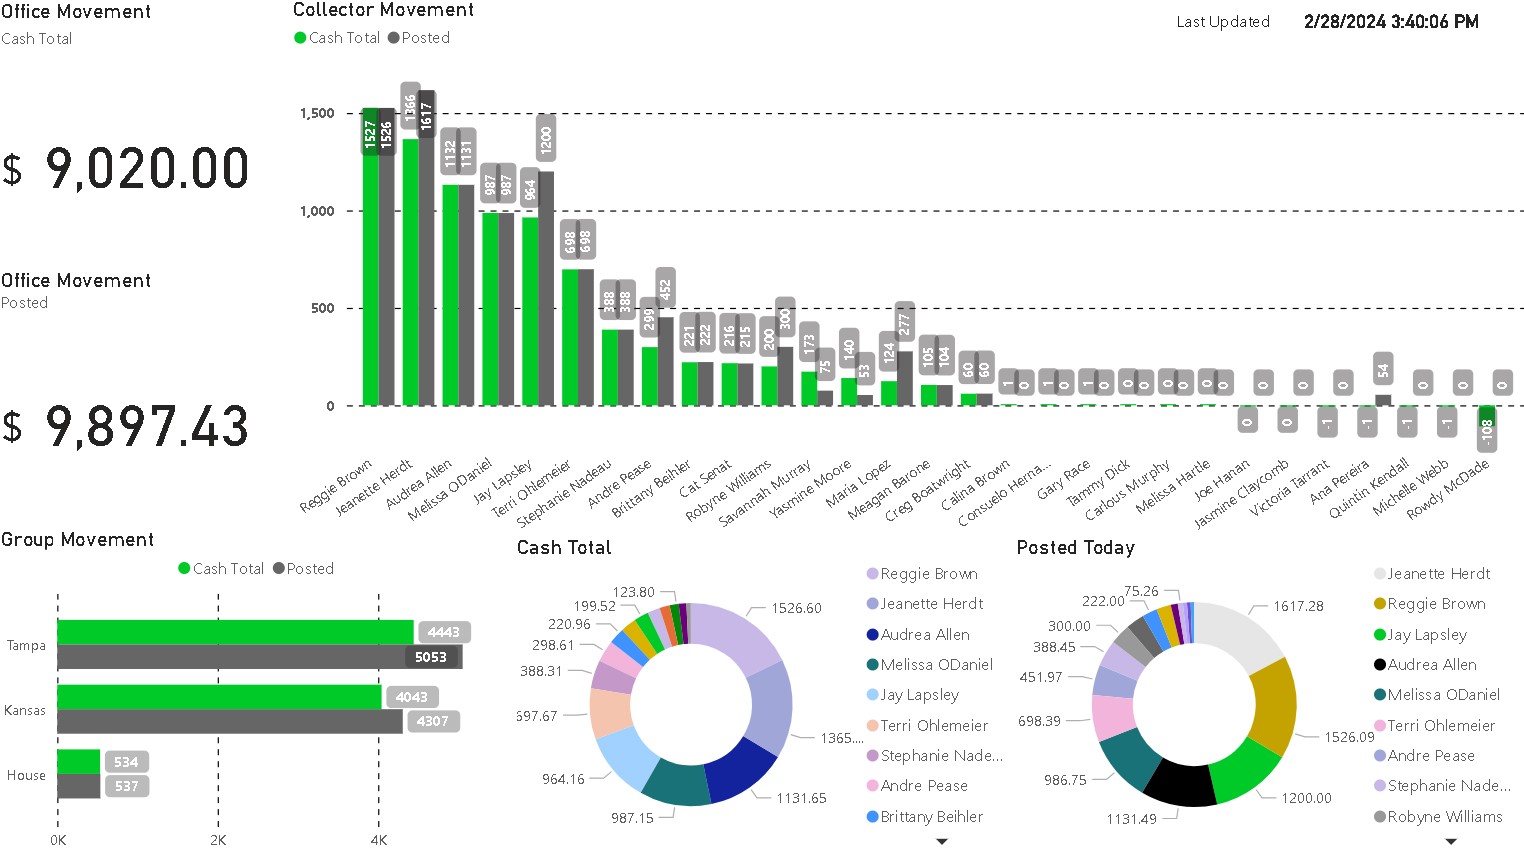 Office Movement
Cash Total
$ 9,020.00
Office Movement
Posted
$ 9,897.43
Collector Movement
Cash Total Posted
Last Updated 2/28/2024 3:40:06 PM
1,500
1,000
500
0
1527 1526 1366 1617 1132 1131 987 987 964 1200 698 698 388 388 299 452 221 222 216 215 200 300 173 75 140 53 124 277 105 104 60 60 1 0 1 0 1 0 0 0 0 0 0 0 0 0 0 0 -1 0 -1 54 -1 0 -1 0 -108 0
Reggie Brown
Jeanette Herdt
Audrea Allen
Melissa ODaniel
Jay Lapsley
Terri Ohlemeier
Stephanie Nadeau
Andre Pease
Brittany Beihler
Cat Senat
Robyne Williams
Savannah Murray
Yasmine Moore
Maria Lopez
Meagan Barone
Creg Boatwright
Calina Brown
Consuelo Herna...
Gary Race
Tammy Dick
Carlous Murphy
Melissa Hartle
Joe Hanan
Jasmine Claycomb
Victoria Tarrant
Ana Pereira
Quintin Kendall
Michelle Webb
Rowdy McDade
Group Movement
Cash Total Posted
Tampa 4443
5053
Kansas 4043
4307
House 534
537
0K 2K 4K
Cash Total
123.80
199.52
220.96
298.61
388.31
697.67
964.16
987.15
1131.65
1365....
1526.60
Reggie Brown
Jeanette Herdt
Audrea Allen
Melissa ODaniel
Jay Lapsley
Terri Ohlemeier
Stephanie Nade...
Andre Pease
Brittany Beihler
Posted Today
75.26
222.00
300.00
388.45
451.97
698.39
986.75
1131.49
1200.00
1526.09
1617.28
Jeanette Herdt
Reggie Brown
Jay Lapsley
Audrea Allen
Melissa ODaniel
Terri Ohlemeier
Andre Pease
Stephanie Nade...
Robyne Williams